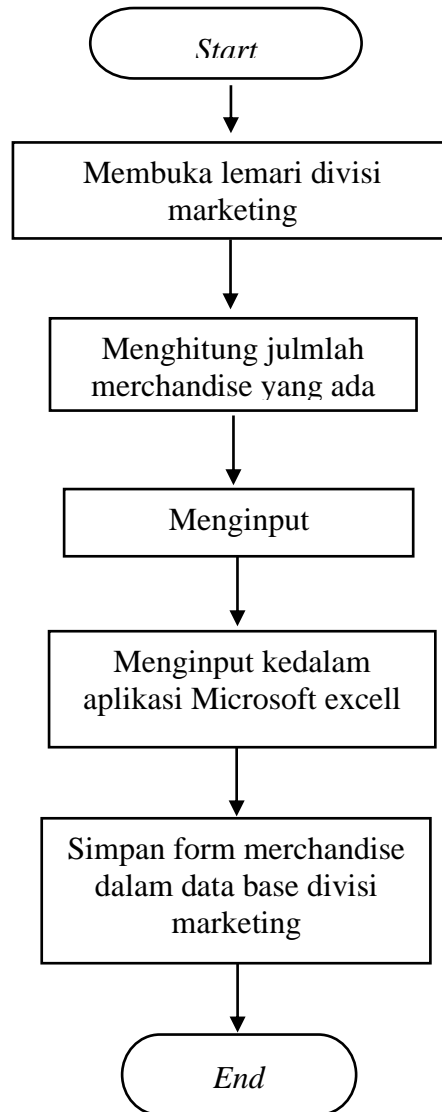 Start
Membuka lemari divisi
marketing
Menghitung julmlah
merchandise yang ada
Menginput
Menginput kedalam
aplikasi Microsoft excell
Simpan form merchandise
dalam data base divisi
marketing
End